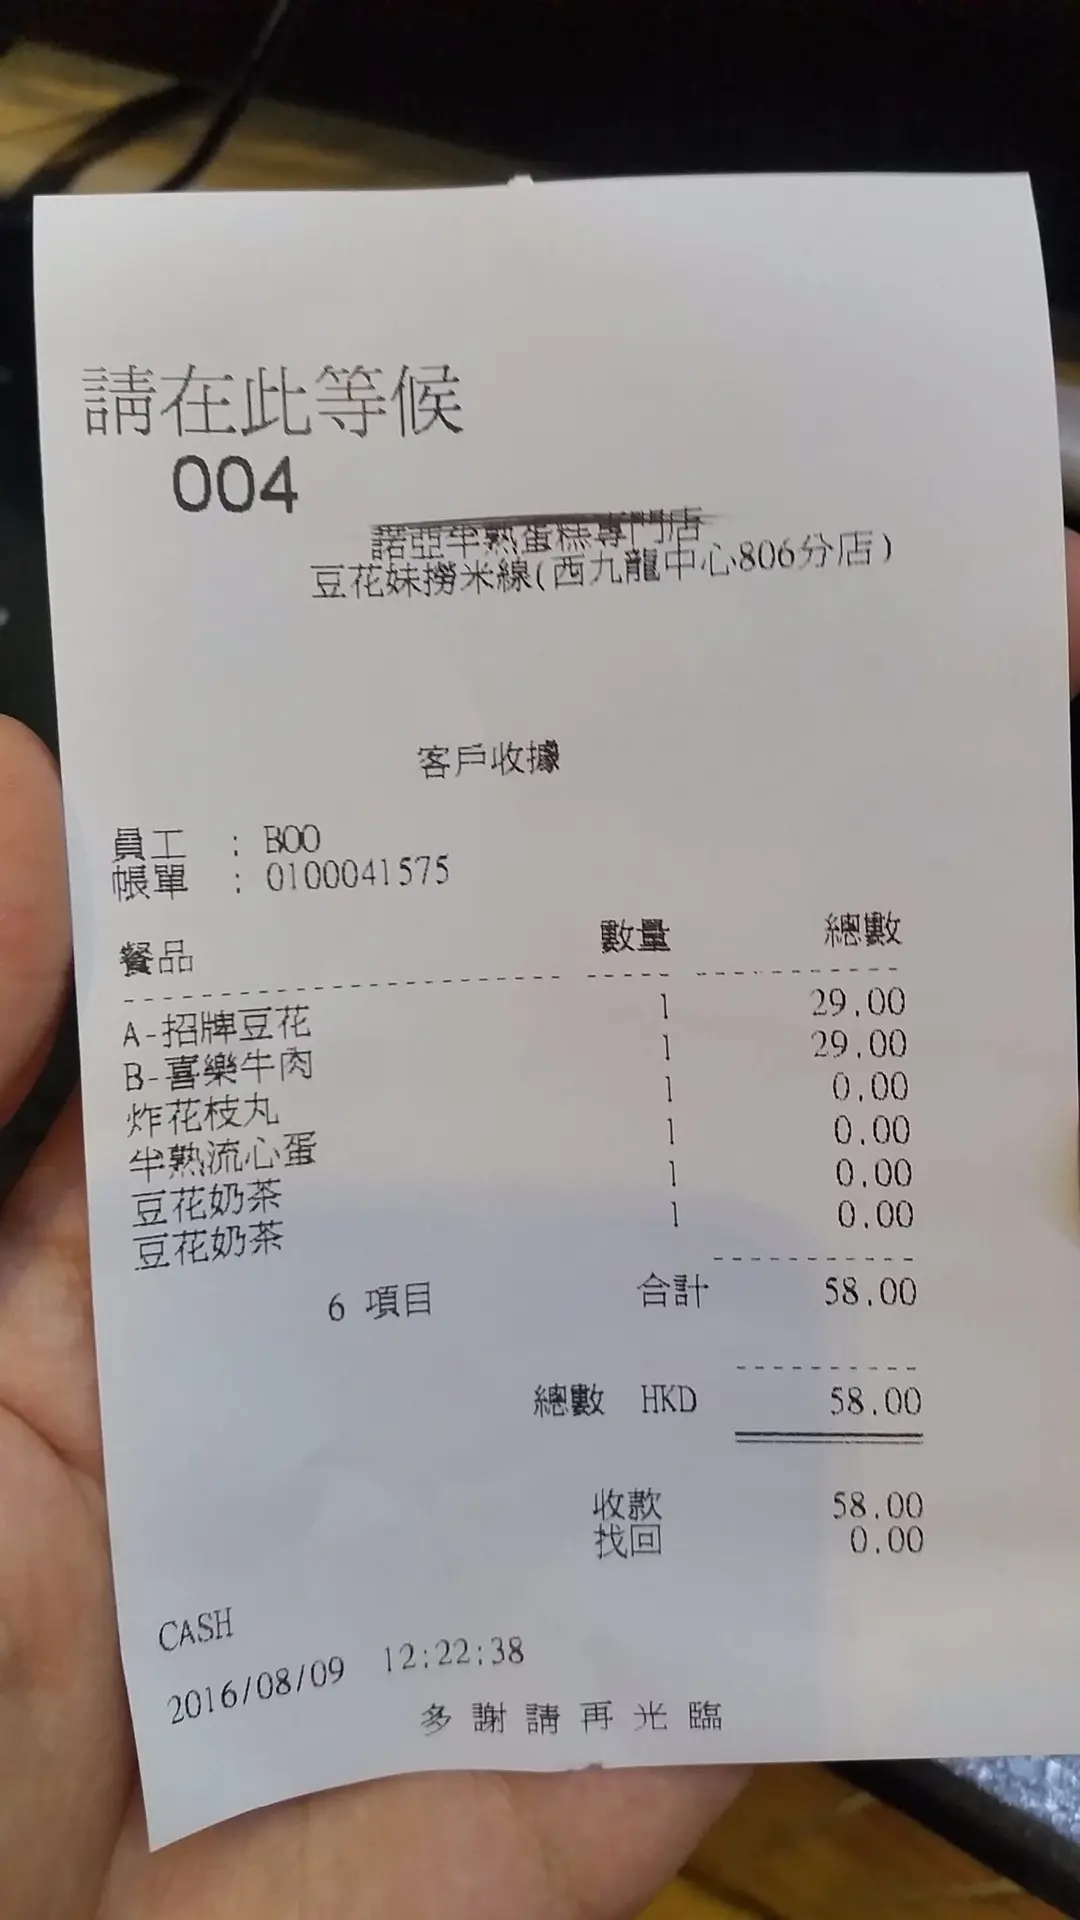 請在此等候
004
諾亞半熟蛋糕專門店
豆花妹撈米線(西九龍中心806分店)
客戶收據
員工 : BOO
帳單 : 0100041575
餐品 數量 總數
A-招牌豆花 1 29.00
B-喜樂牛肉 1 29.00
炸花枝丸 1 0.00
半熟流心蛋 1 0.00
豆花奶茶 1 0.00
豆花奶茶 1 0.00
6 項目 合計 58.00
總數 HKD 58.00
收款 58.00
找回 0.00
CASH
2016/08/09 12:22:38
多謝請再光臨